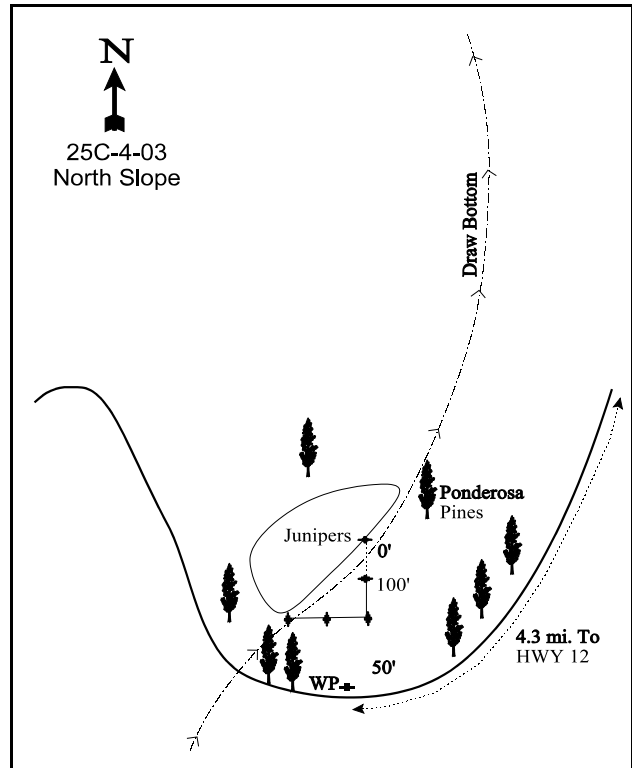 N
25C-4-03
North Slope
Draw Bottom
Ponderosa
Pines
Junipers
0'
100'
4.3 mi. To
HWY 12
50'
WP